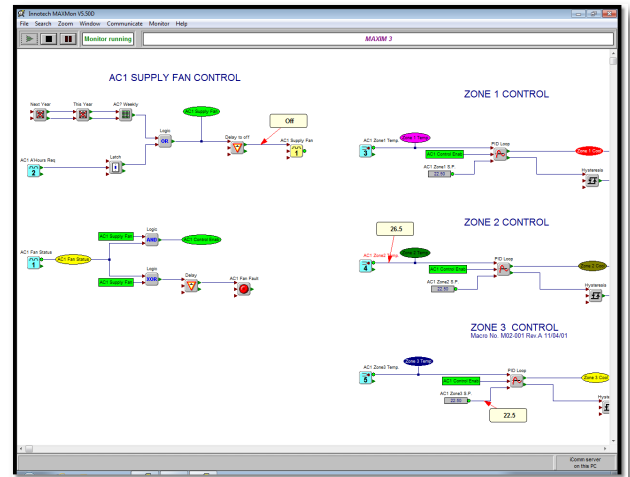 Innotech MAXMon V5.50D
File Search Zoom Window Communicate Monitor Help
Monitor running
MAXIM 3
AC1 SUPPLY FAN CONTROL
Next Year
This Year
AC? Weekly
Logic
OR
AC1 Supply Fan
Delay to off
Off
AC1 Supply Fan
1
AC1 A'Hours Req
2
Latch
Logic
AC1 Supply Fan
AND
AC1 Control Enab
AC1 Fan Status
1
AC1 Fan Status
Logic
AC1 Supply Fan
XOR
Delay
AC1 Fan Fault
ZONE 1 CONTROL
AC1 Zone1 Temp
3
Zone 1 Temp
PID Loop
AC1 Control Enab
Zone 1 Cool
AC1 Zone1 S.P.
22.50
Hysteresis
ZONE 2 CONTROL
26.5
AC1 Zone2 Temp
4
Zone 2 Temp
PID Loop
AC1 Control Enab
Zone 2 Cool
AC1 Zone2 S.P.
22.50
Hysteresis
ZONE 3 CONTROL
Macro No. M02-001 Rev.A 11/04/01
AC1 Zone3 Temp
5
Zone 3 Temp
PID Loop
AC1 Control Enab
Zone 3 Cool
AC1 Zone3 S.P.
22.50
Hyst
22.5
iComm server
on this PC